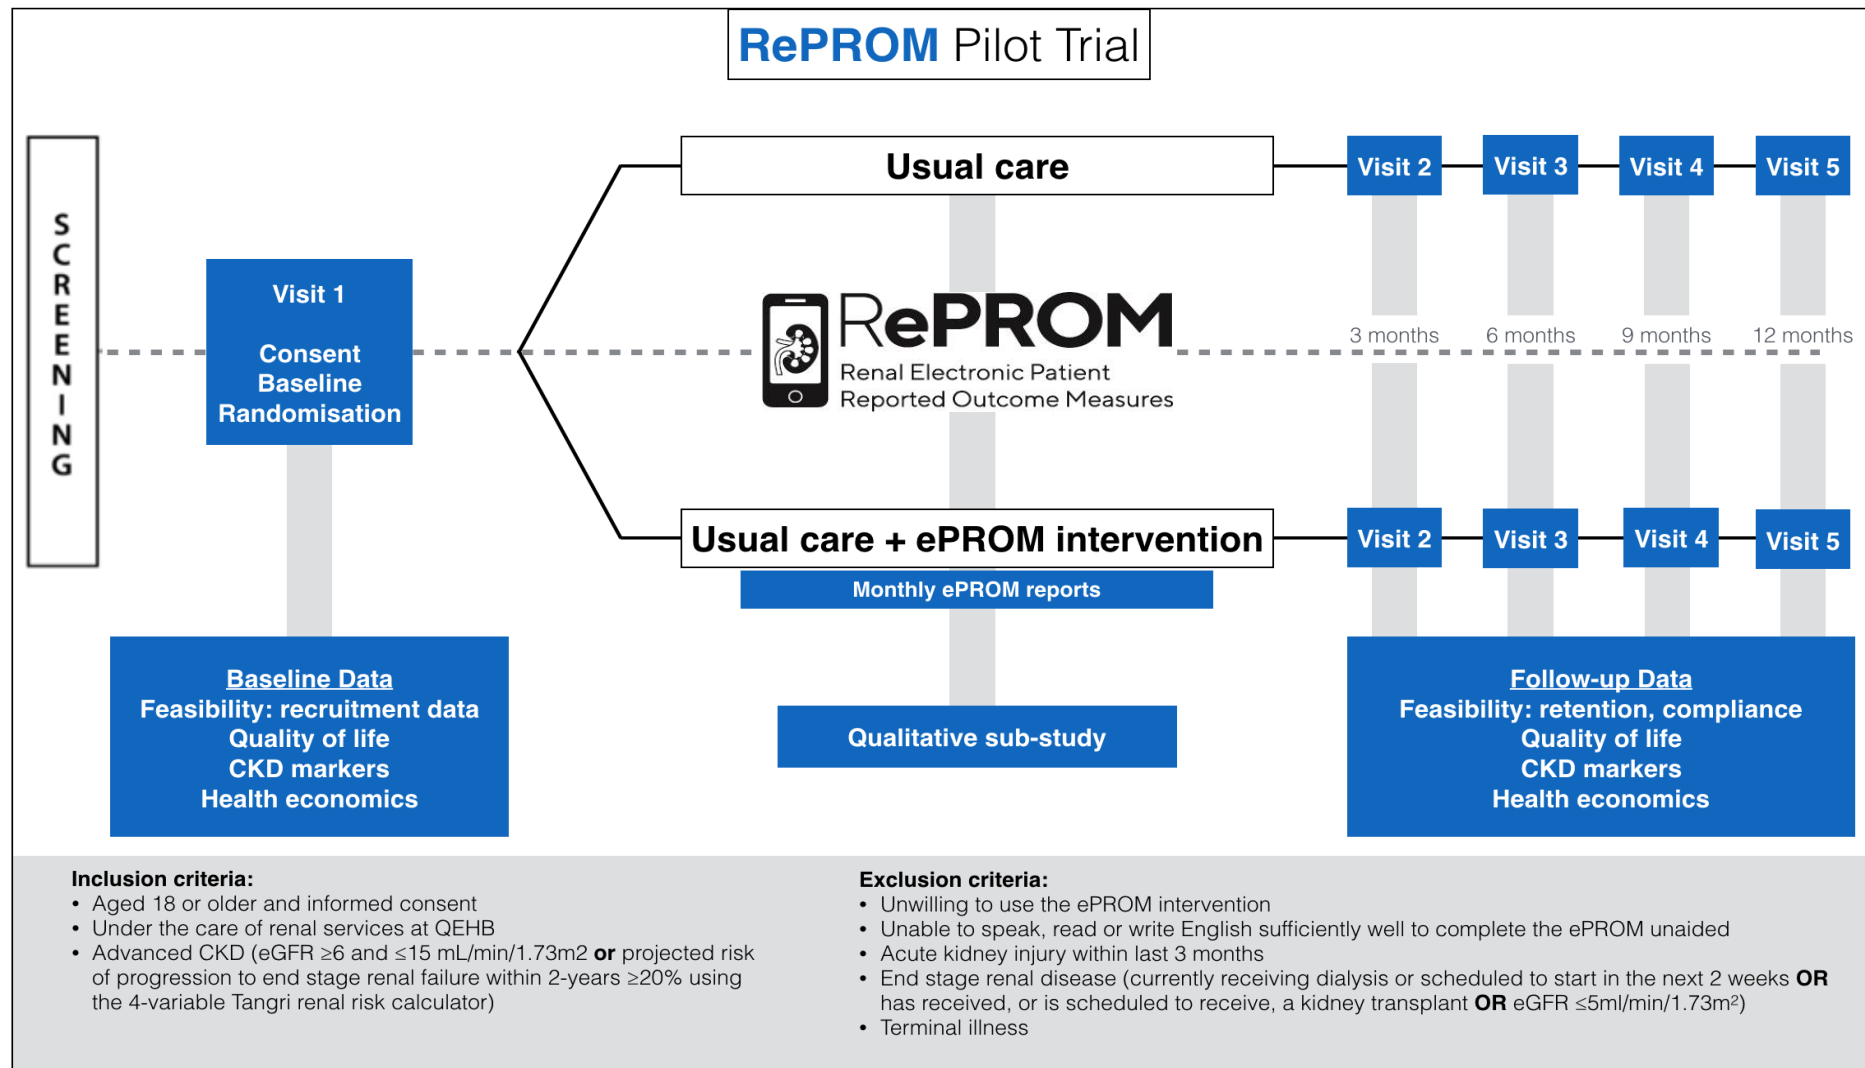 RePROM Pilot Trial
SCREENING
Visit 1
Consent
Baseline
Randomisation
Usual care
Visit 2
Visit 3
Visit 4
Visit 5
RePROM
Renal Electronic Patient
Reported Outcome Measures
3 months
6 months
9 months
12 months
Usual care + ePROM intervention
Visit 2
Visit 3
Visit 4
Visit 5
Monthly ePROM reports
Qualitative sub-study
Baseline Data
Feasibility: recruitment data
Quality of life
CKD markers
Health economics
Follow-up Data
Feasibility: retention, compliance
Quality of life
CKD markers
Health economics
Inclusion criteria:
• Aged 18 or older and informed consent
• Under the care of renal services at QEHB
• Advanced CKD (eGFR ≥6 and ≤15 mL/min/1.73m2 or projected risk
of progression to end stage renal failure within 2-years ≥20% using
the 4-variable Tangri renal risk calculator)
Exclusion criteria:
• Unwilling to use the ePROM intervention
• Unable to speak, read or write English sufficiently well to complete the ePROM unaided
• Acute kidney injury within last 3 months
• End stage renal disease (currently receiving dialysis or scheduled to start in the next 2 weeks OR
has received, or is scheduled to receive, a kidney transplant OR eGFR ≤5ml/min/1.73m²)
• Terminal illness